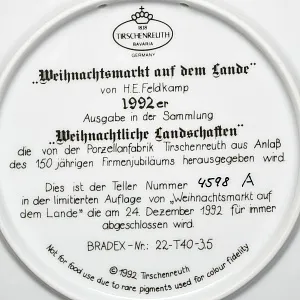 1838
TIRSCHENREUTH
BAVARIA
GERMANY
„Weihnachtsmarkt auf dem Lande"
von H.E. Feldkamp
1992er
Ausgabe in der Sammlung
„Weihnachtliche Landschaften"
die von der Porzellanfabrik Tirschenreuth aus Anlaß
des 150 jährigen Firmenjubiläums herausgegeben wird.
Dies ist der Teller Nummer 4598 A
in der limitierten Auflage von „Weihnachtsmarkt auf
dem Lande" die am 24. Dezember 1992 für immer
abgeschlossen wird.
BRADEX-Nr.: 22-T40-3.5
Not for food use due to rare pigments used for colour fidelity
©1992 Tirschenreuth